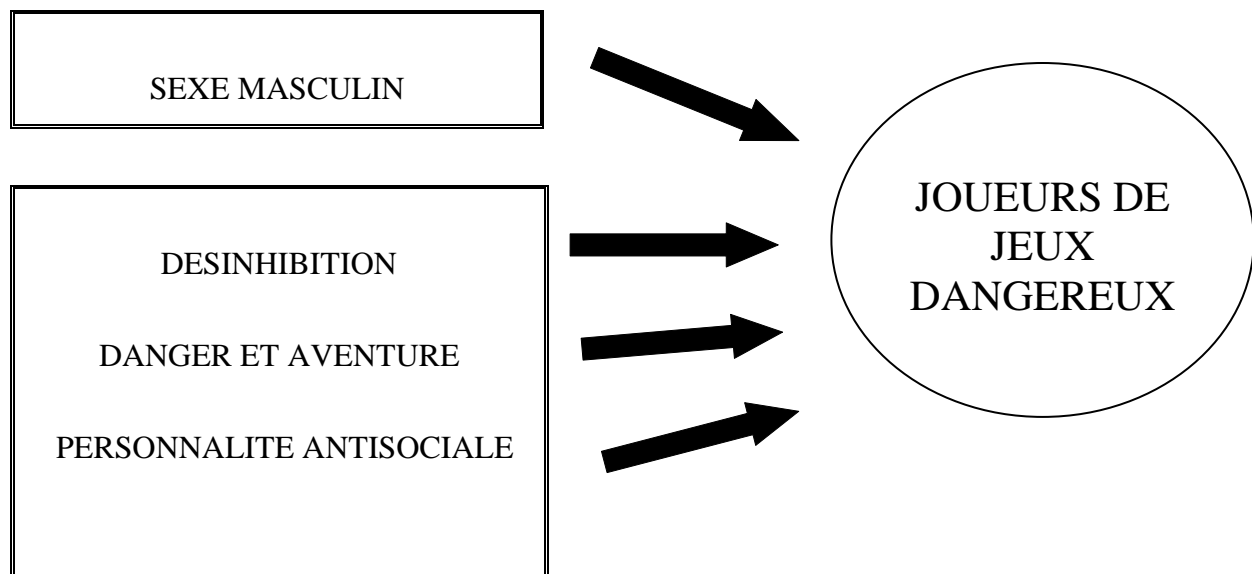 SEXE MASCULIN
DESINHIBITION
DANGER ET AVENTURE
PERSONNALITE ANTISOCIALE
JOUEURS DE
JEUX
DANGEREUX